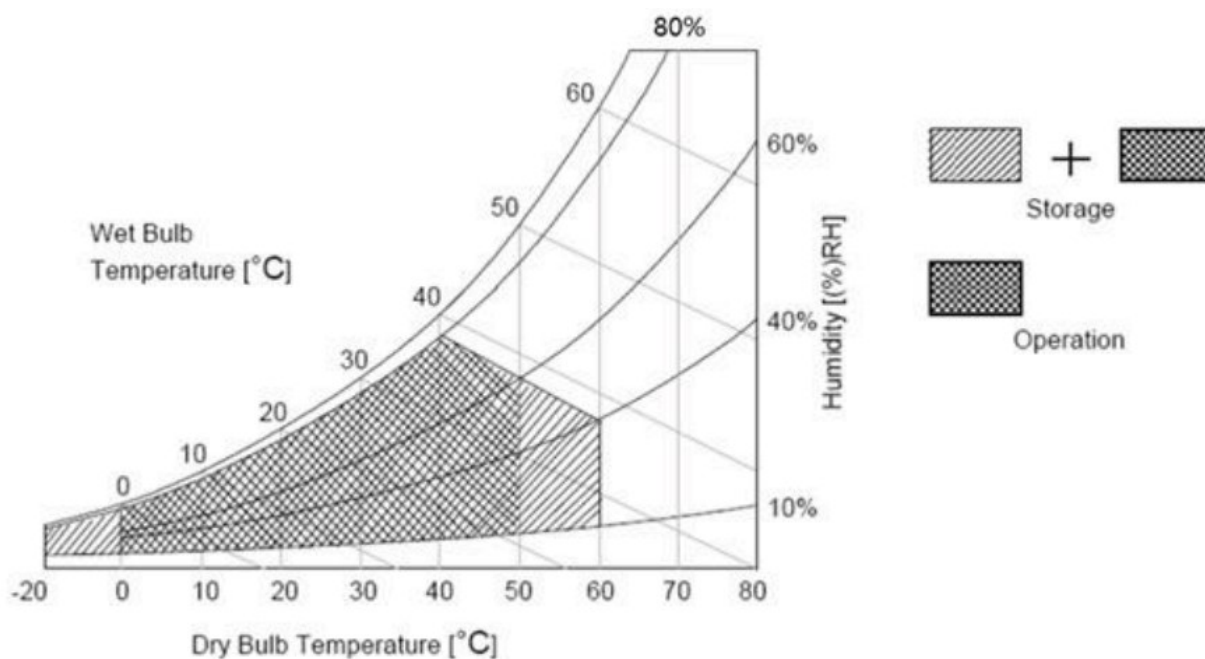 80%
60
60%
50
Wet Bulb
Temperature [°C]
40
40%
30
20
10
0
10%
Humidity [(%)RH]
-20 0 10 20 30 40 50 60 70 80
Dry Bulb Temperature [°C]
+
Storage
Operation